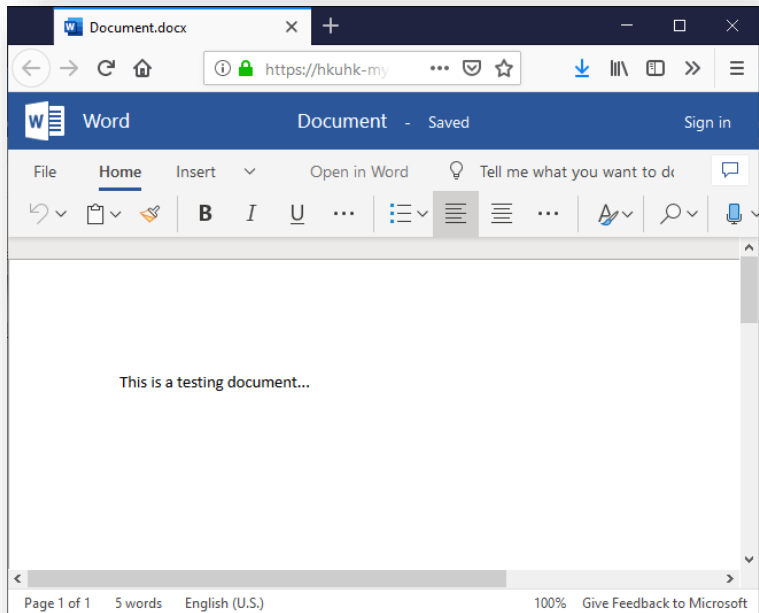 Document.docx
https://hkuhk-my
Word Document - Saved Sign in
File Home Insert Open in Word Tell me what you want to dc
B I U
This is a testing document...
Page 1 of 1 5 words English (U.S.) 100% Give Feedback to Microsoft